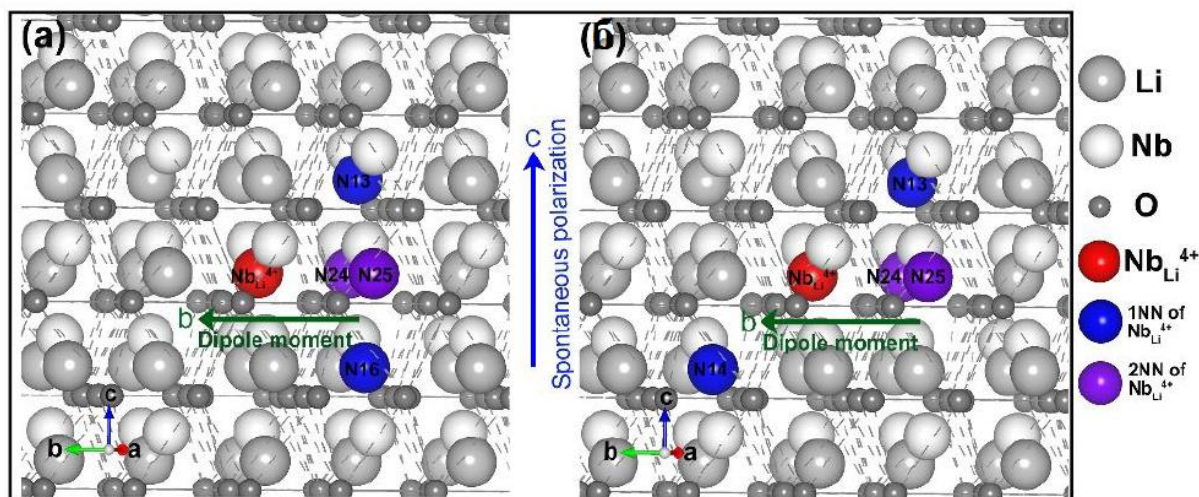 (a)
N13
Nb_Li^4+
N24
N25
b
Dipole moment
N16
c
b
a
c
Spontaneous polarization
(б)
N13
Nb_Li^4+
N24
N25
b
Dipole moment
N14
c
b
a
Li
Nb
O
Nb_Li^4+
1NN of
Nb_Li^4+
2NN of
Nb_Li^4+